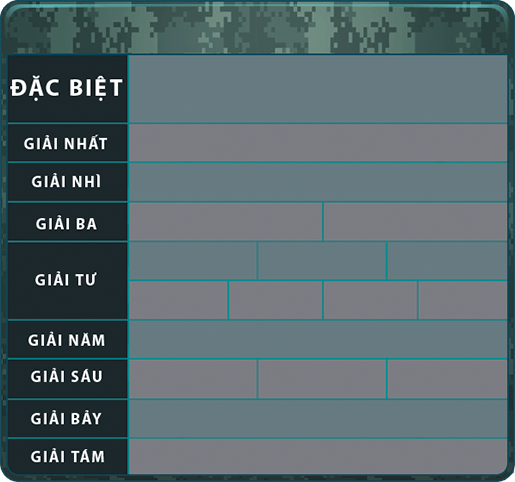 ĐẶC BIỆT
GIẢI NHẤT
GIẢI NHÌ
GIẢI BA
GIẢI TƯ
GIẢI NĂM
GIẢI SÁU
GIẢI BẢY
GIẢI TÁM